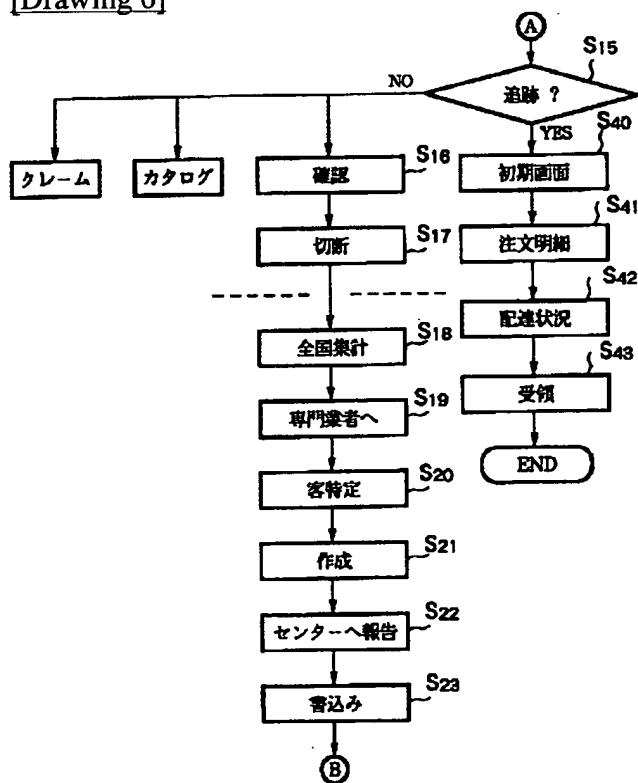 [Drawing 6]
A
S15
追跡 ?
NO
YES
クレーム
カタログ
確認
S16
切断
S17
全国集計
S18
専門業者へ
S19
客特定
S20
作成
S21
センターへ報告
S22
書込み
S23
B
初期画面
S40
注文明細
S41
配達状況
S42
受領
S43
END